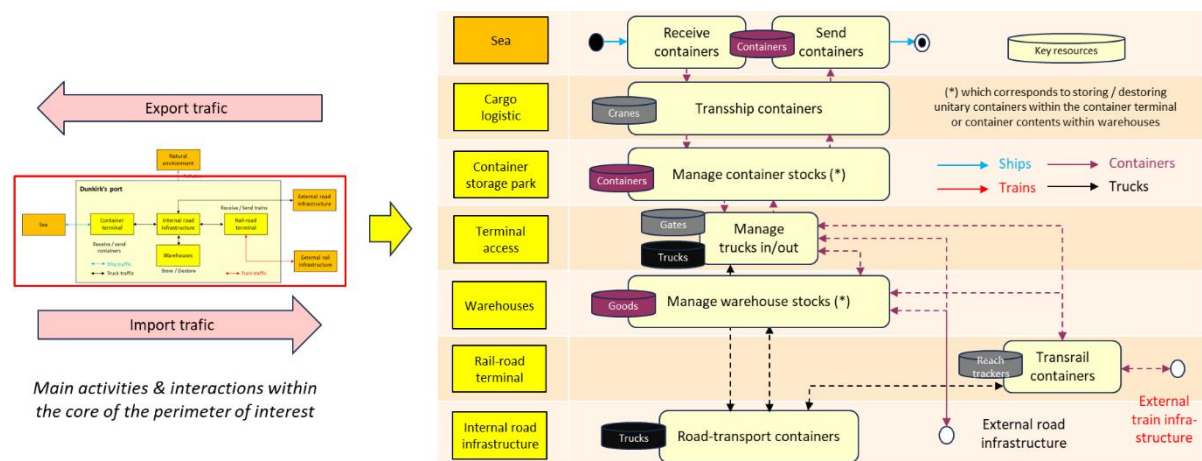 Export trafic
Natural
environment
Dunkirk's port
External road
infrastructure
Receive / Send trains
Sea
Container
terminal
Internal road
infrastructure
Rail-road
terminal
Receive / send
containers
Warehouses
External rail
infrastructure
Store / Destore
Truck traffic
Train traffic
Import trafic
Main activities & interactions within
the core of the perimeter of interest
Sea
Receive
containers
Containers
Send
containers
Key resources
Cargo
logistic
Cranes
Transship containers
(*) which corresponds to storing / destoring
unitary containers within the container terminal
or container contents within warehouses
Container
storage park
Containers
Manage container stocks (*)
Ships
Containers
Trains
Trucks
Terminal
access
Gates
Trucks
Manage
trucks in/out
Warehouses
Goods
Manage warehouse stocks (*)
Rail-road
terminal
Reach
trackers
Transrail
containers
Internal road
infrastructure
Trucks
Road-transport containers
External road
infrastructure
External
train infra-
structure